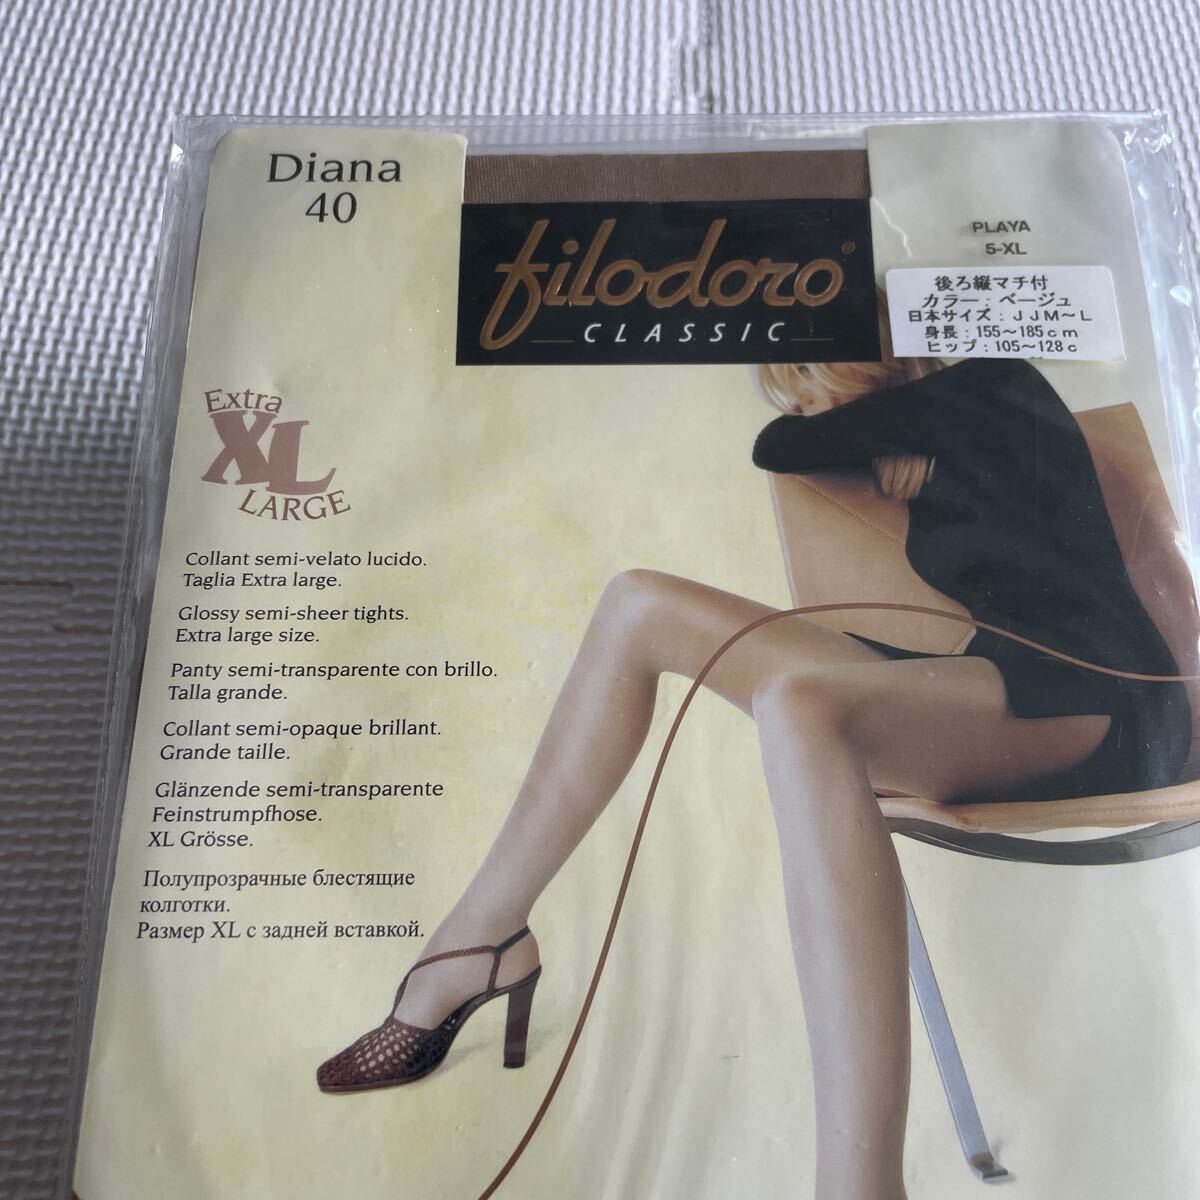 Diana
40
filodoro®
CLASSIC
PLAYA
5-XL
後ろ縦マチ付
カラー：ベージュ
日本サイズ：ＪＪＭ〜Ｌ
身長：155〜185ｃｍ
ヒップ：105〜128ｃ
Extra
XL
LARGE
Collant semi-velato lucido.
Taglia Extra large.
Glossy semi-sheer tights.
Extra large size.
Panty semi-transparente con brillo.
Talla grande.
Collant semi-opaque brillant.
Grande taille.
Glänzende semi-transparente
Feinstrumpfhose.
XL Grösse.
Полупрозрачные блестящие
колготки.
Размер XL с задней вставкой.